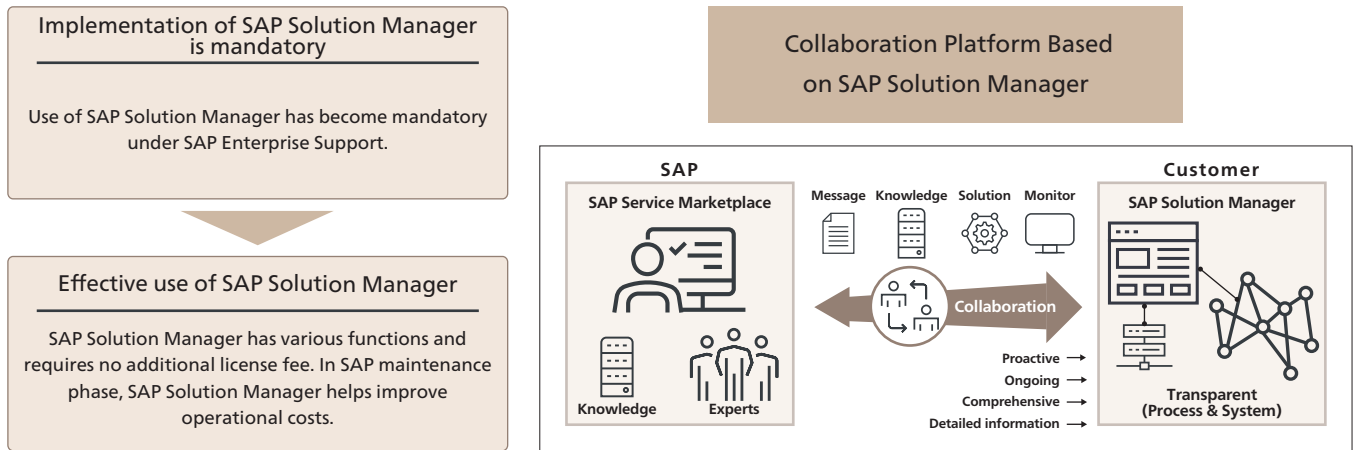 Implementation of SAP Solution Manager
is mandatory
Use of SAP Solution Manager has become mandatory
under SAP Enterprise Support.
Effective use of SAP Solution Manager
SAP Solution Manager has various functions and
requires no additional license fee. In SAP maintenance
phase, SAP Solution Manager helps improve
operational costs.
Collaboration Platform Based
on SAP Solution Manager
SAP
SAP Service Marketplace
Knowledge
Experts
Message
Knowledge
Solution
Monitor
Collaboration
Proactive →
Ongoing →
Comprehensive →
Detailed information →
Customer
SAP Solution Manager
Transparent
(Process & System)